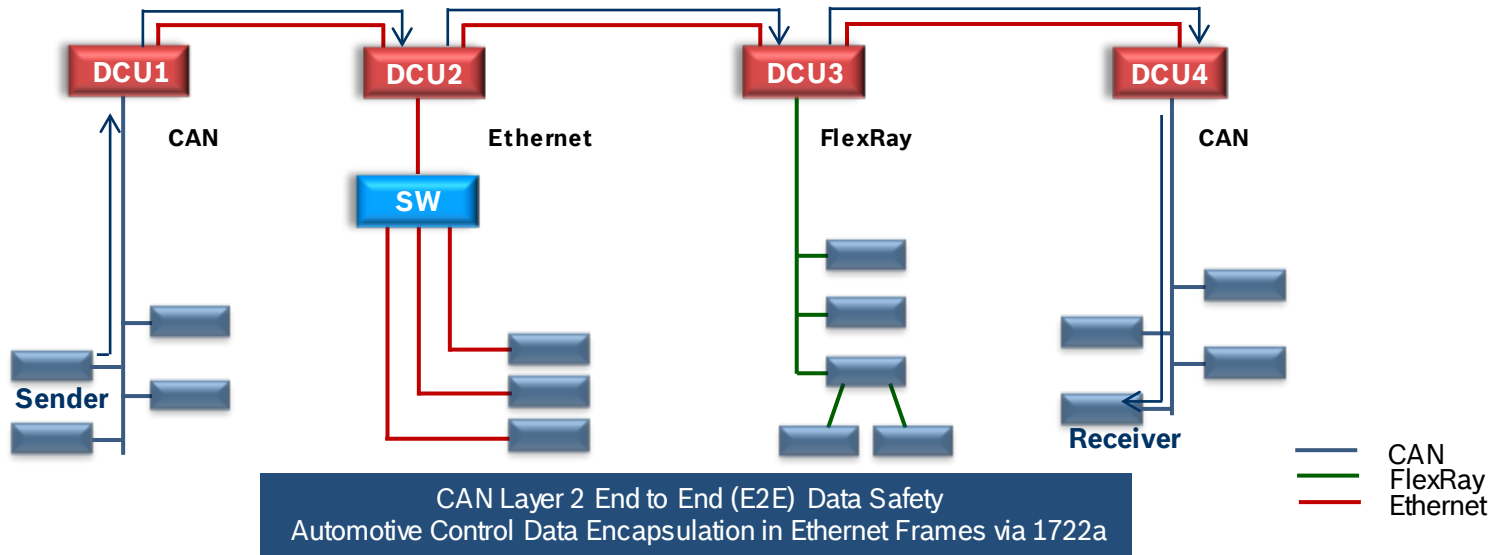 DCU1
DCU2
DCU3
DCU4
CAN
Ethernet
FlexRay
CAN
SW
Sender
Receiver
CAN
FlexRay
Ethernet
CAN Layer 2 End to End (E2E) Data Safety
Automotive Control Data Encapsulation in Ethernet Frames via 1722a